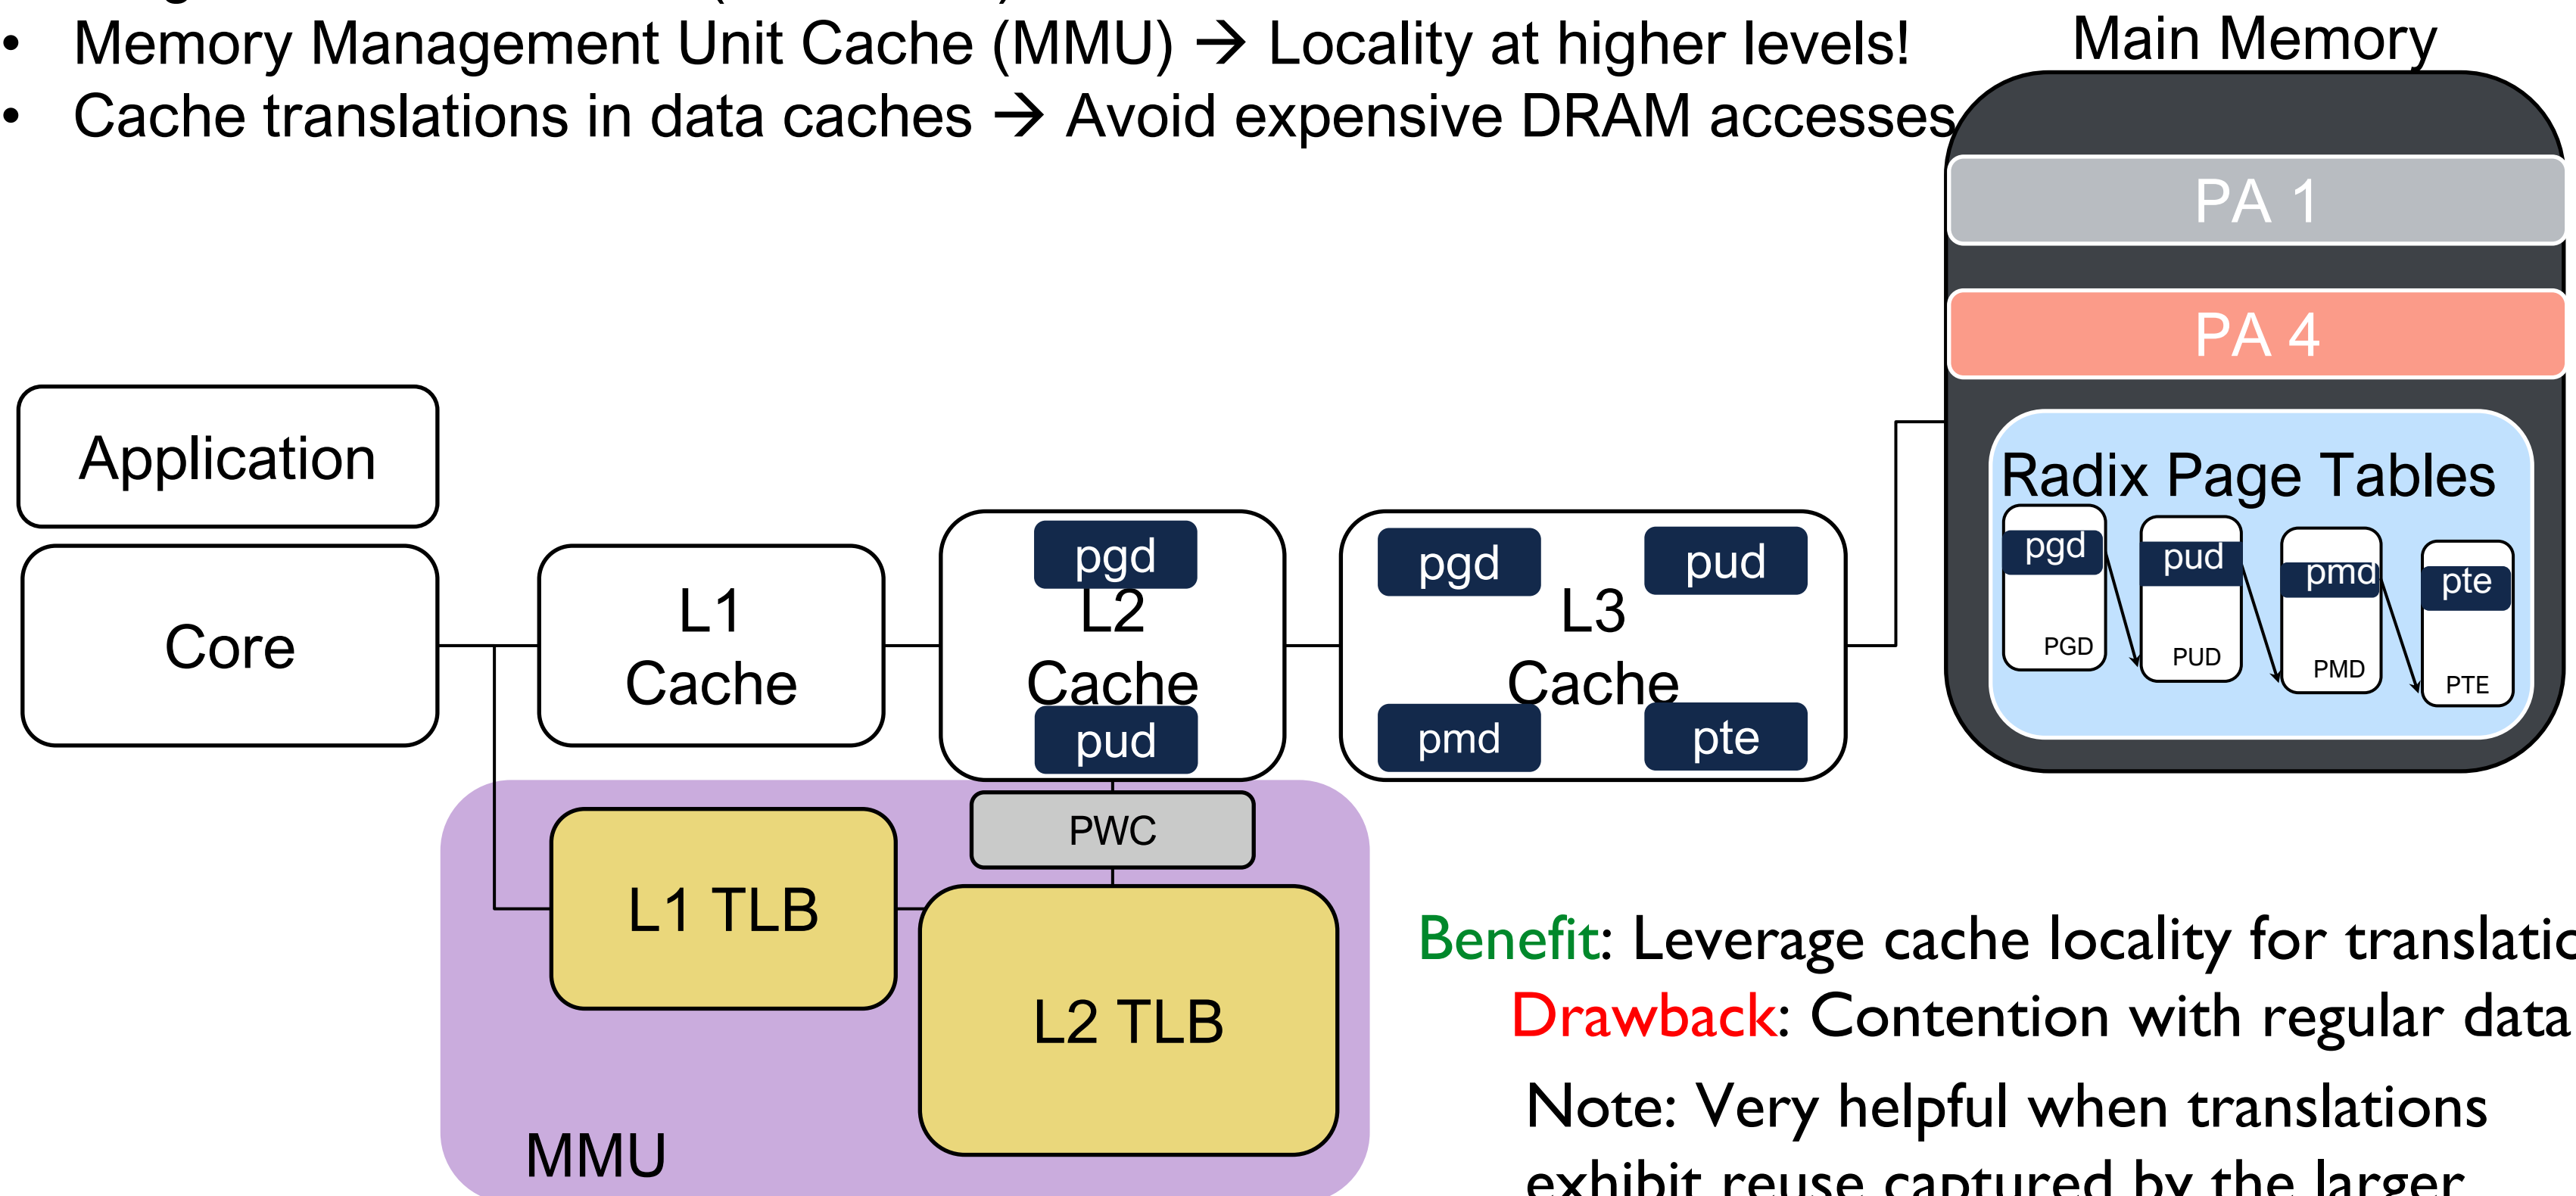 • Memory Management Unit Cache (MMU) → Locality at higher levels!
• Cache translations in data caches → Avoid expensive DRAM accesses
Main Memory
PA 1
PA 4
Radix Page Tables
pgd
pud
pmd
pte
PGD
PUD
PMD
PTE
Application
Core
L1
Cache
pgd
L2
Cache
pud
pgd
pud
L3
Cache
pmd
pte
PWC
L1 TLB
L2 TLB
MMU
Benefit: Leverage cache locality for translatio
Drawback: Contention with regular data
Note: Very helpful when translations
exhibit reuse captured by the larger